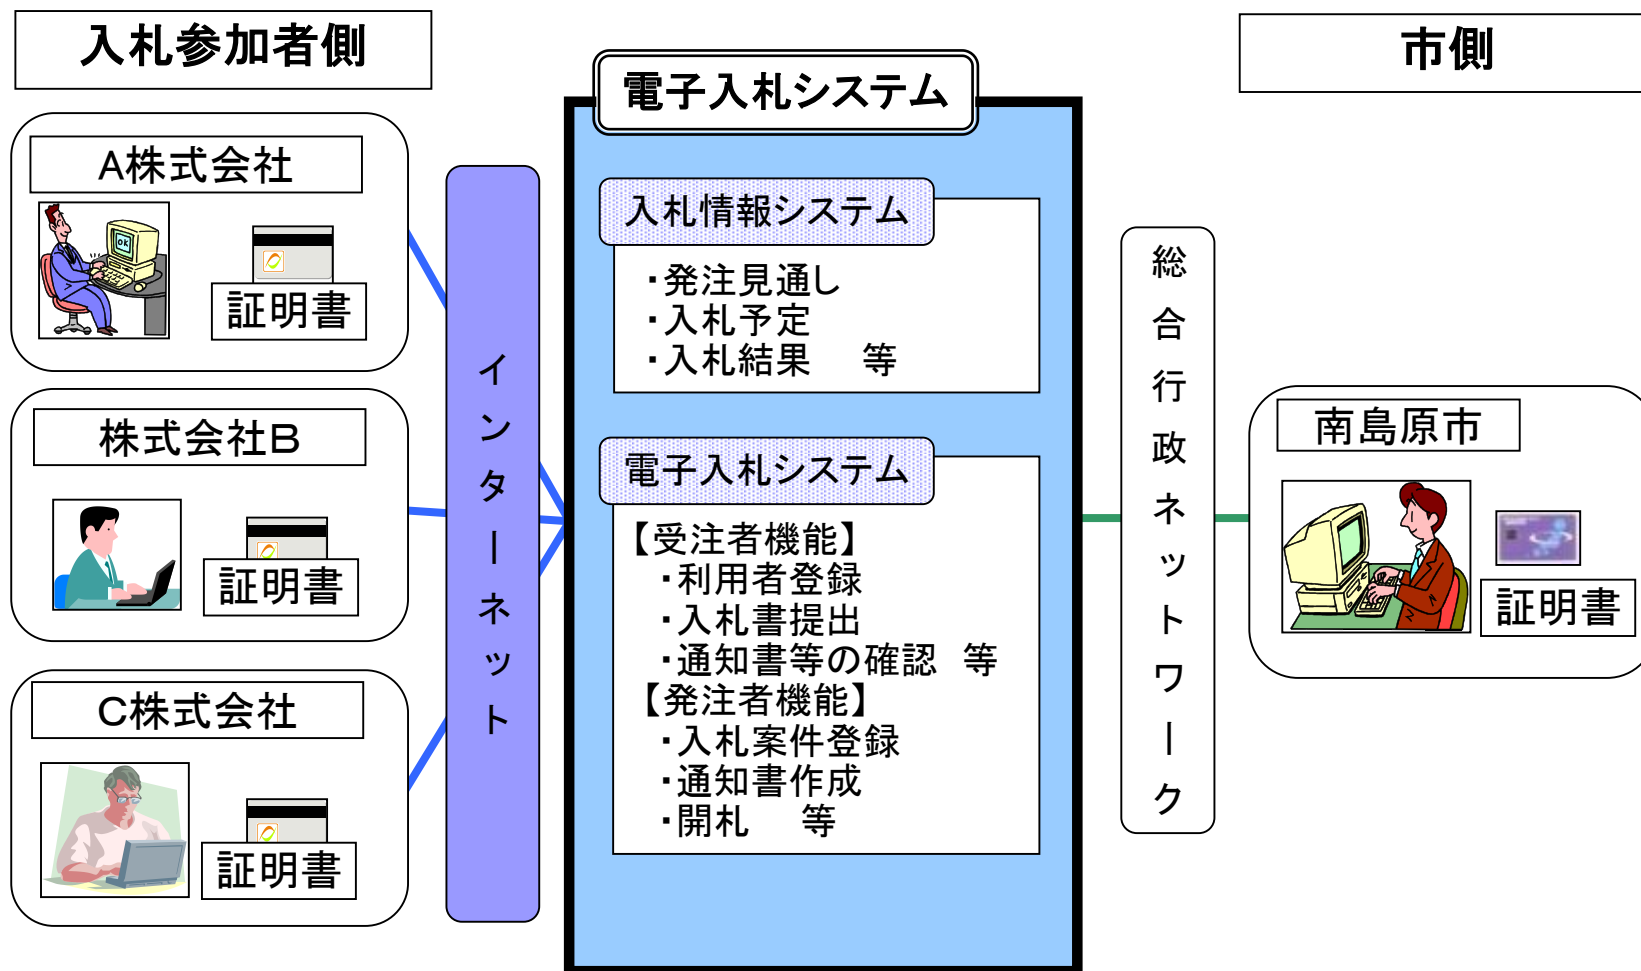 入札参加者側
A株式会社
証明書
株式会社B
証明書
C株式会社
証明書
インターネット
電子入札システム
入札情報システム
・発注見通し
・入札予定
・入札結果　等
電子入札システム
【受注者機能】
・利用者登録
・入札書提出
・通知書等の確認　等
【発注者機能】
・入札案件登録
・通知書作成
・開札　等
総合行政ネットワーク
市側
南島原市
証明書
OK